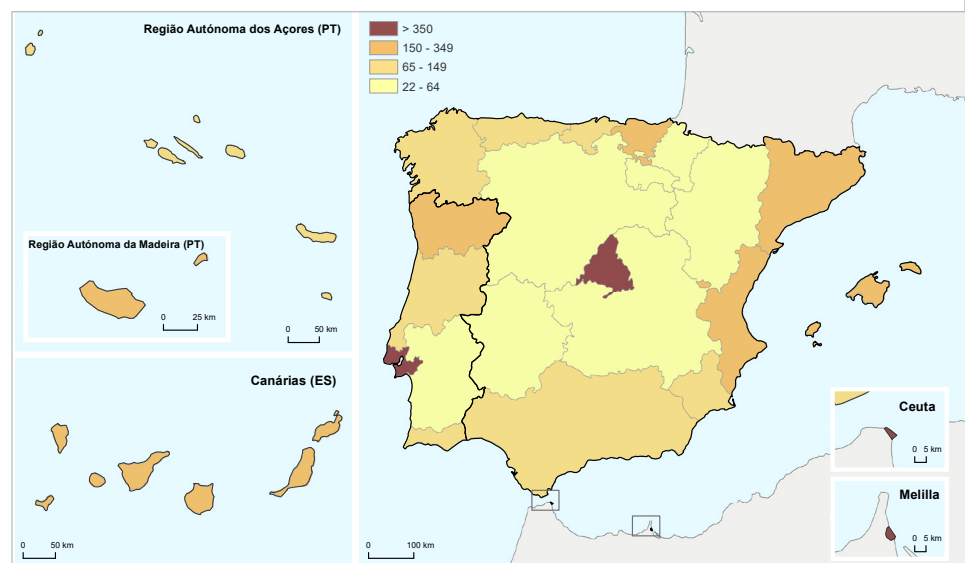 Região Autónoma dos Açores (PT)
Região Autónoma da Madeira (PT)
0 25 km
0 50 km
Canárias (ES)
0 50 km
> 350
150 - 349
65 - 149
22 - 64
0 100 km
Ceuta
0 5 km
Melilla
0 5 km